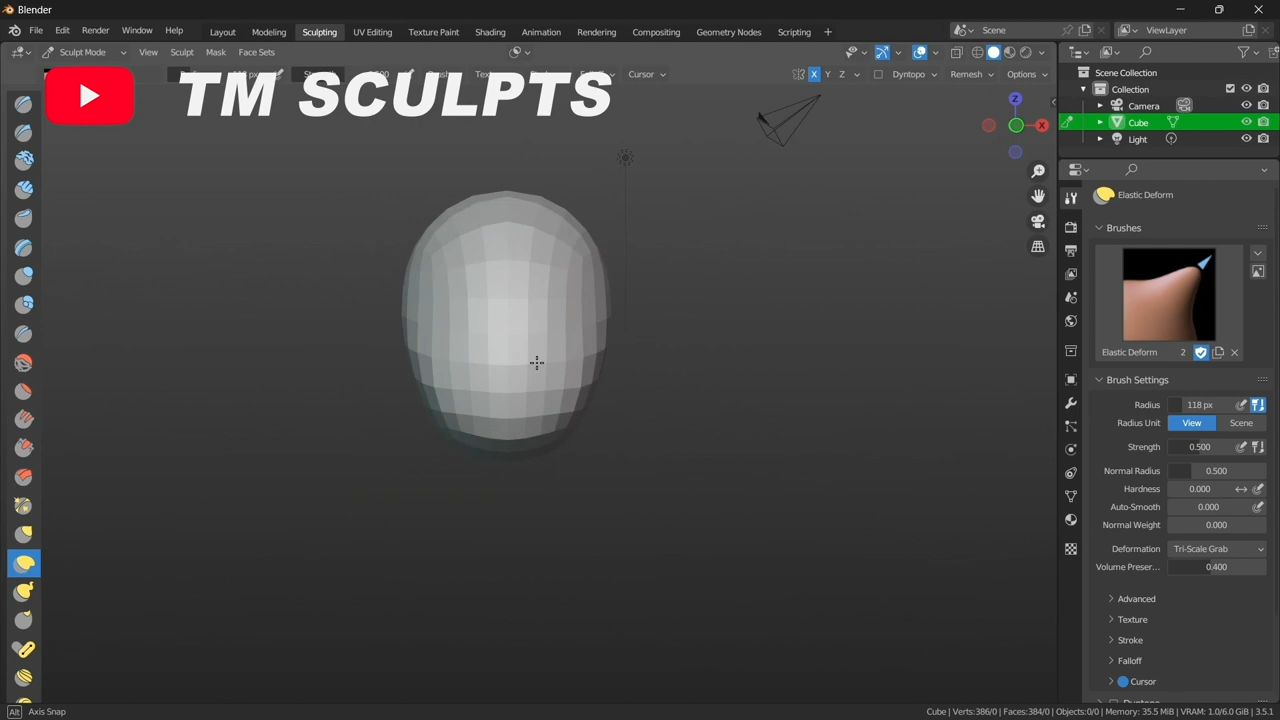 Blender
File Edit Render Window Help Layout Modeling Sculpting UV Editing Texture Paint Shading Animation Rendering Compositing Geometry Nodes Scripting + Scene ViewLayer
Sculpt Mode View Sculpt Mask Face Sets
Cursor X Y Z Dyntopo Remesh Options
TM SCULPTS
Scene Collection
Collection
Camera
Cube
Light
Z
X
Elastic Deform
Brushes
Elastic Deform 2
Brush Settings
Radius 118 px
Radius Unit View Scene
Strength 0.500
Normal Radius 0.500
Hardness 0.000
Auto-Smooth 0.000
Normal Weight 0.000
Deformation Tri-Scale Grab
Volume Preser... 0.400
Advanced
Texture
Stroke
Falloff
Cursor
Alt Axis Snap
Cube | Verts:386/0 | Faces:384/0 | Objects:0/0 | Memory: 35.5 MiB | VRAM: 1.0/6.0 GiB | 3.5.1